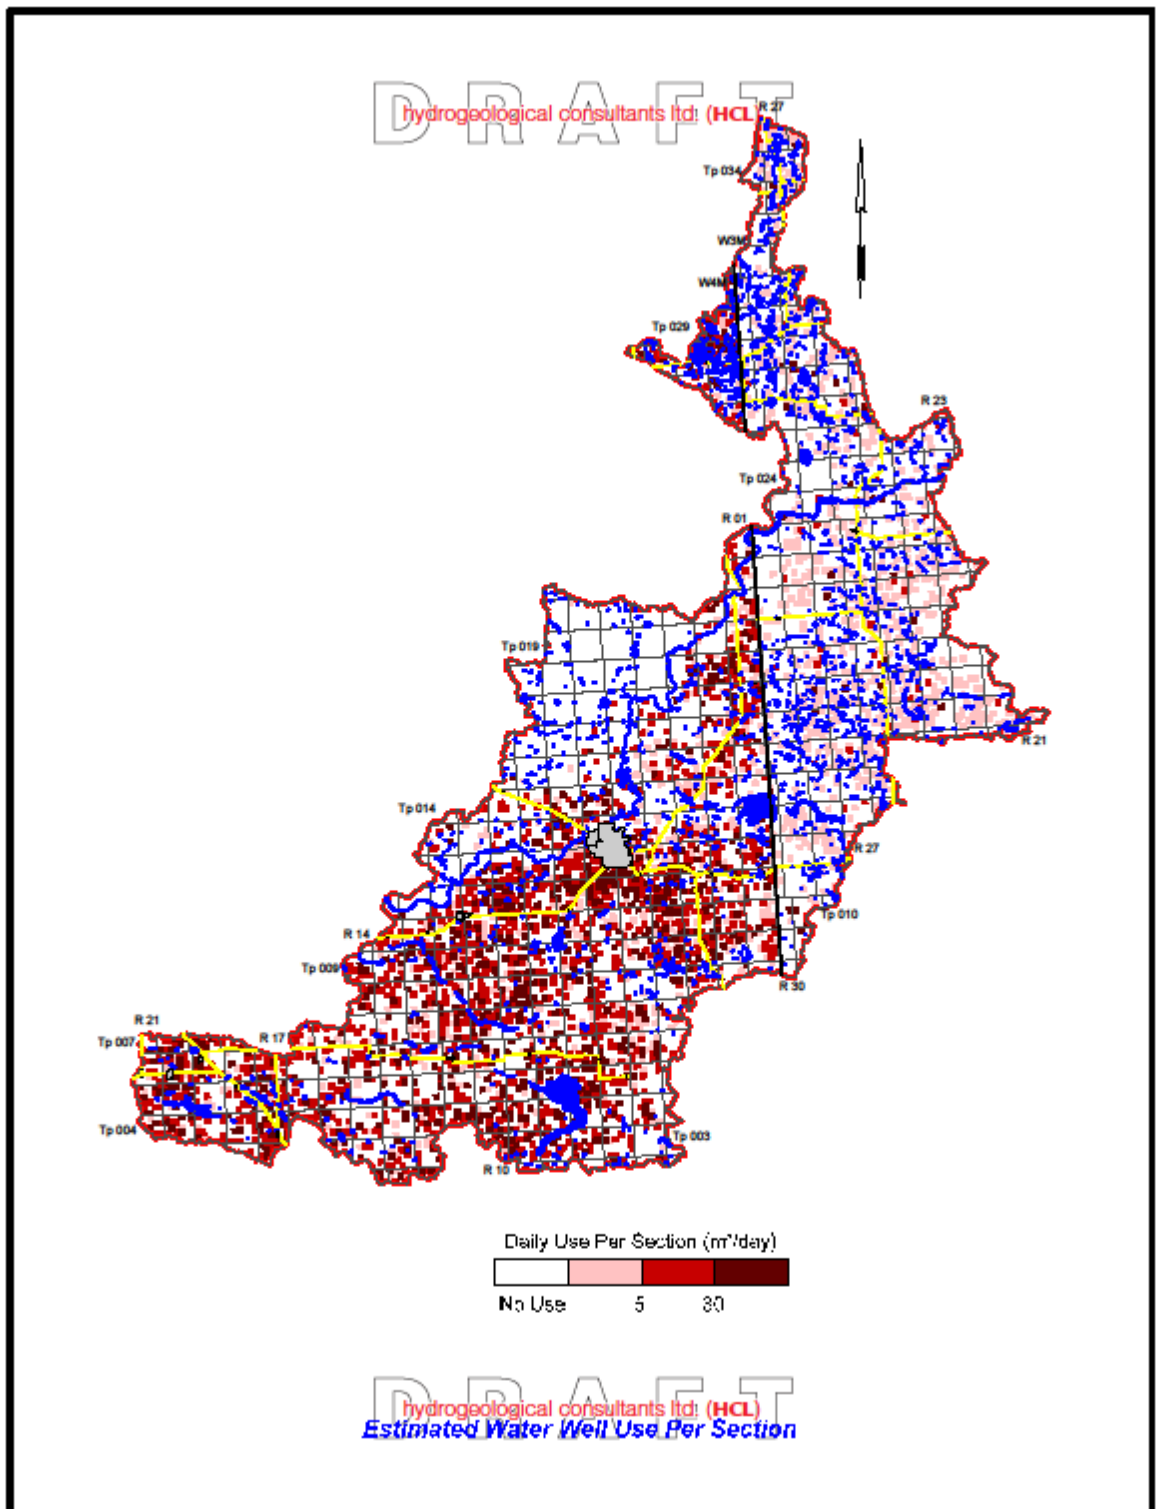 DRAFT
hydrogeological consultants ltd. (HCL)
R 27
Tp 034
W3M
W4M
Tp 029
R 23
Tp 024
R 01
Tp 019
R 21
Tp 014
R 27
Tp 010
R 14
Tp 009
R 30
R 21
R 17
Tp 007
Tp 004
Tp 003
R 10
Daily Use Per Section (m³/day)
No Use 5 30
DRAFT
hydrogeological consultants ltd. (HCL)
Estimated Water Well Use Per Section